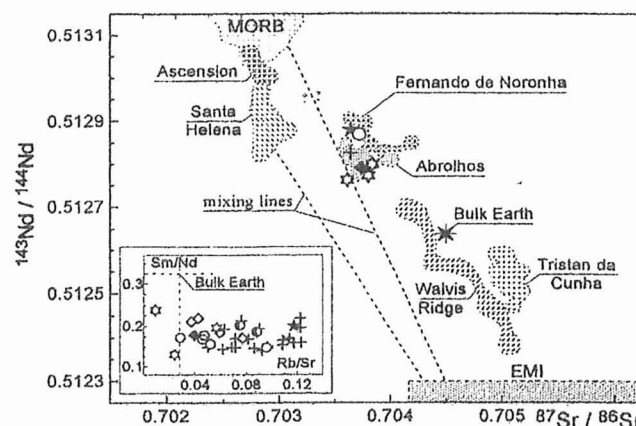 0.5131
0.5129
0.5127
0.5125
0.5123
143Nd / 144Nd
MORB
Ascension
Santa
Helena
Fernando de Noronha
Abrolhos
mixing lines
Bulk Earth
Walvis
Ridge
Tristan da
Cunha
EMI
Sm/Nd
Bulk Earth
0.3
0.2
0.1
0.04
0.08
0.12
Rb/Sr
0.702
0.703
0.704
0.705
87Sr / 86S